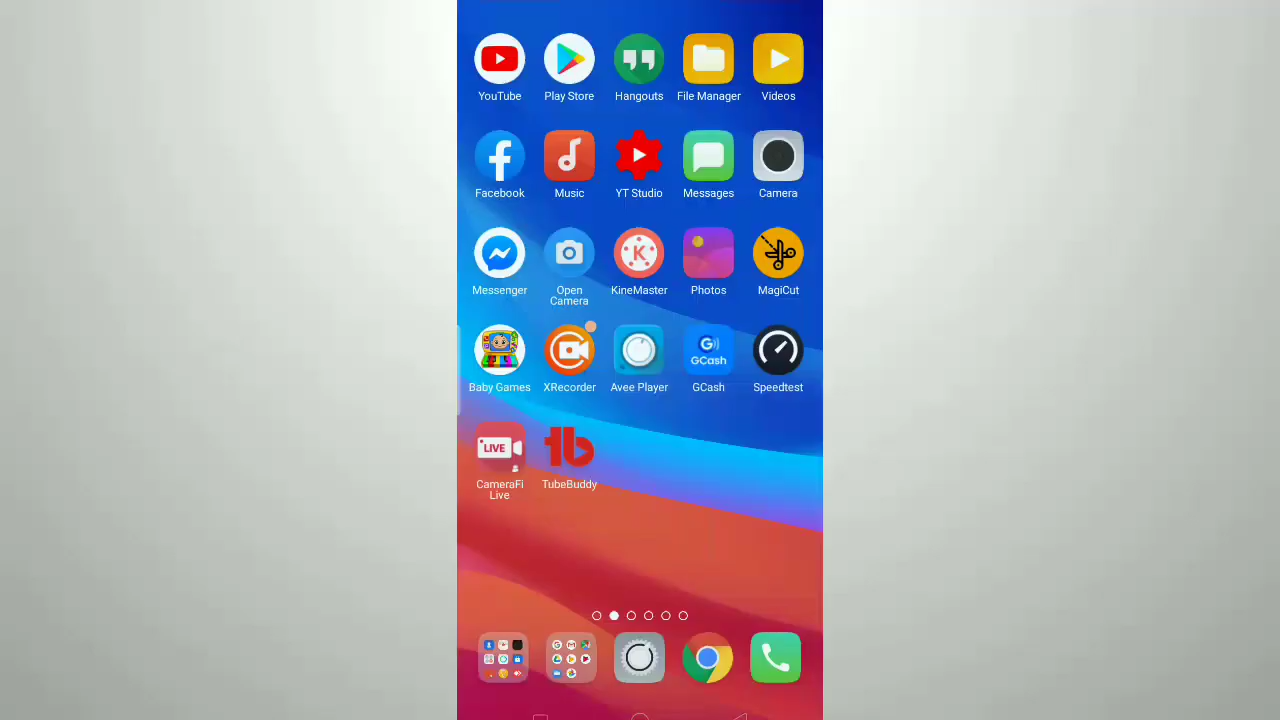 YouTube
Play Store
Hangouts
File Manager
Videos
Facebook
Music
YT Studio
Messages
Camera
Messenger
Open
Camera
KineMaster
Photos
MagiCut
Baby Games
XRecorder
Avee Player
GCash
GCash
Speedtest
LIVE
CameraFi
Live
TubeBuddy